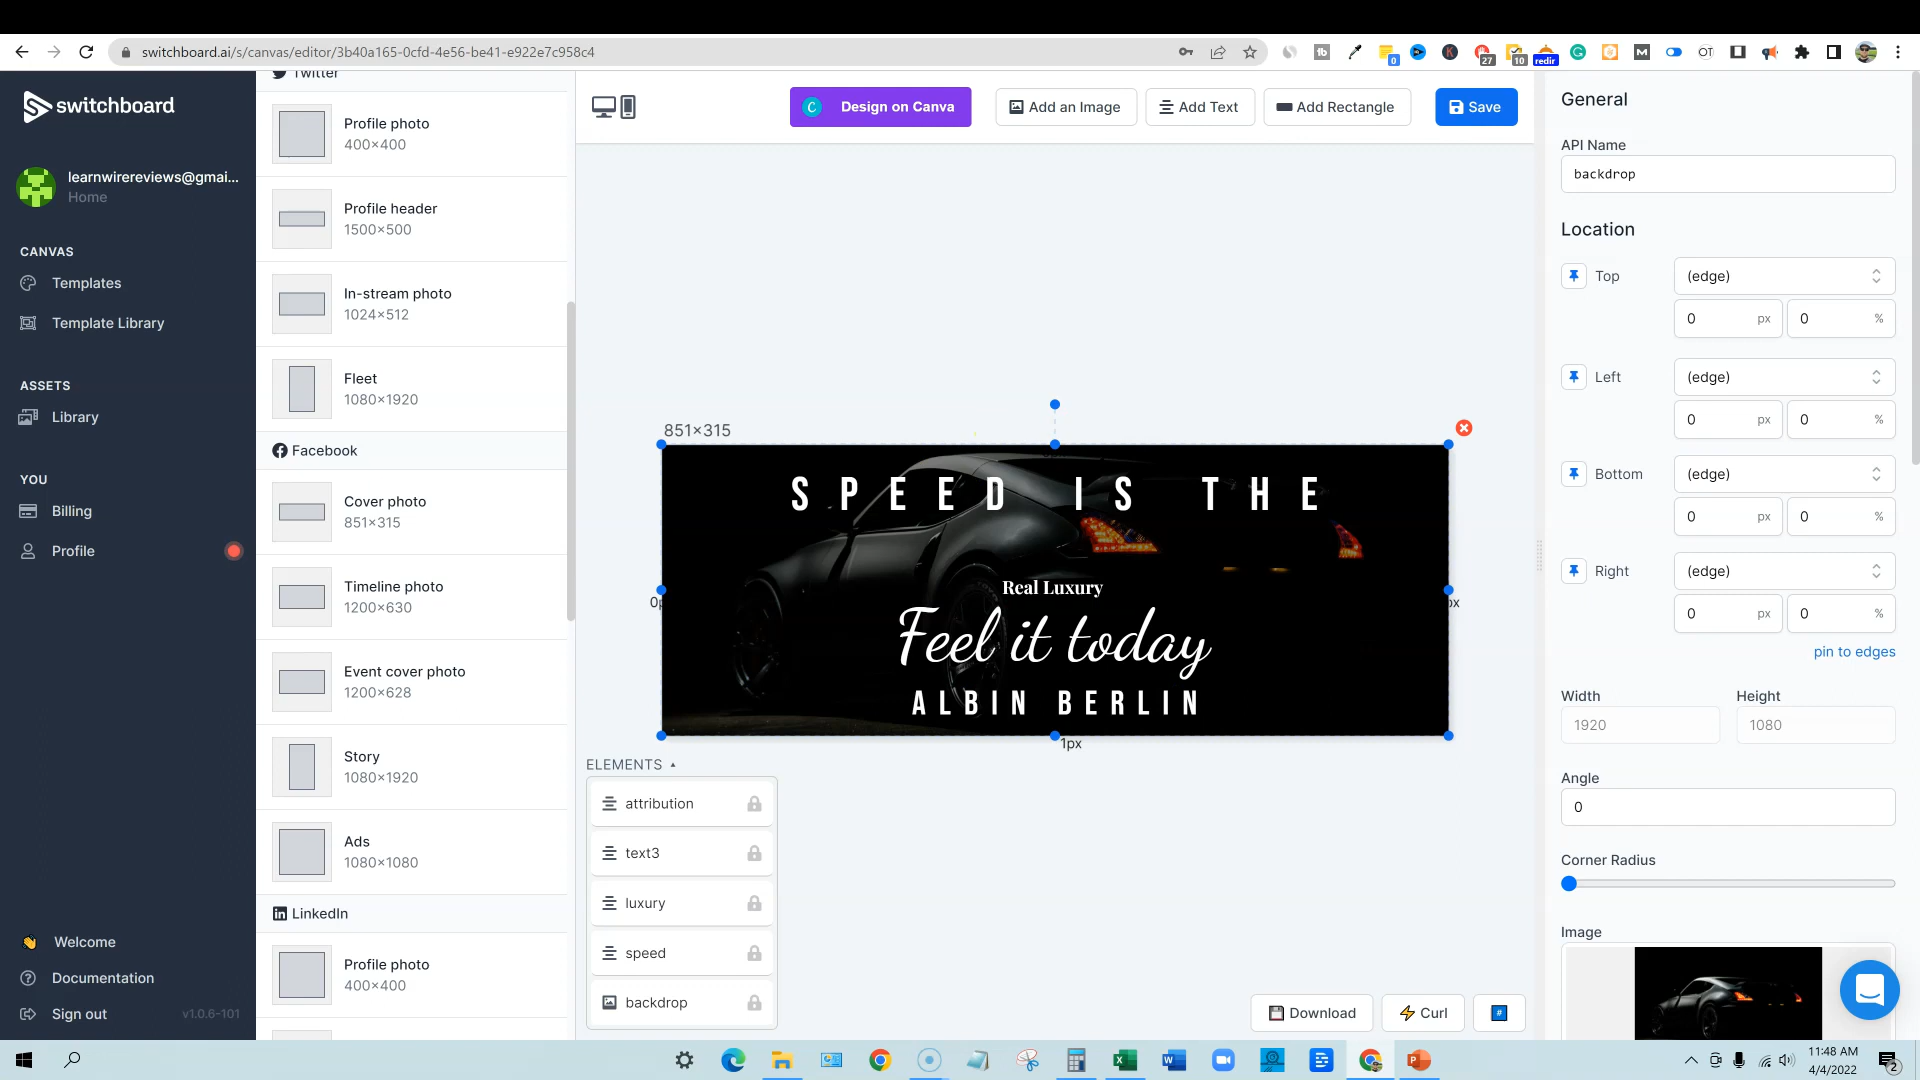 switchboard.ai/s/canvas/editor/3b40a165-0cfd-4e56-be41-e922e7c958c4
0
27
10
redir
switchboard
learnwirereviews@gmai...
Home
CANVAS
Templates
Template Library
ASSETS
Library
YOU
Billing
Profile
Welcome
Documentation
Sign out
v1.0.6-101
Twitter
Profile photo
400×400
Profile header
1500×500
In-stream photo
1024×512
Fleet
1080×1920
Facebook
Cover photo
851×315
Timeline photo
1200×630
Event cover photo
1200×628
Story
1080×1920
Ads
1080×1080
LinkedIn
Profile photo
400×400
Design on Canva
Add an Image
Add Text
Add Rectangle
Save
851×315
SPEED IS THE
Real Luxury
Feel it today
ALBIN BERLIN
1px
ELEMENTS
attribution
text3
luxury
speed
backdrop
Download
Curl
General
API Name
backdrop
Location
Top
(edge)
0 px
0 %
Left
(edge)
0 px
0 %
Bottom
(edge)
0 px
0 %
Right
(edge)
0 px
0 %
pin to edges
Width
Height
1920
1080
Angle
0
Corner Radius
Image
11:48 AM
4/4/2022
2